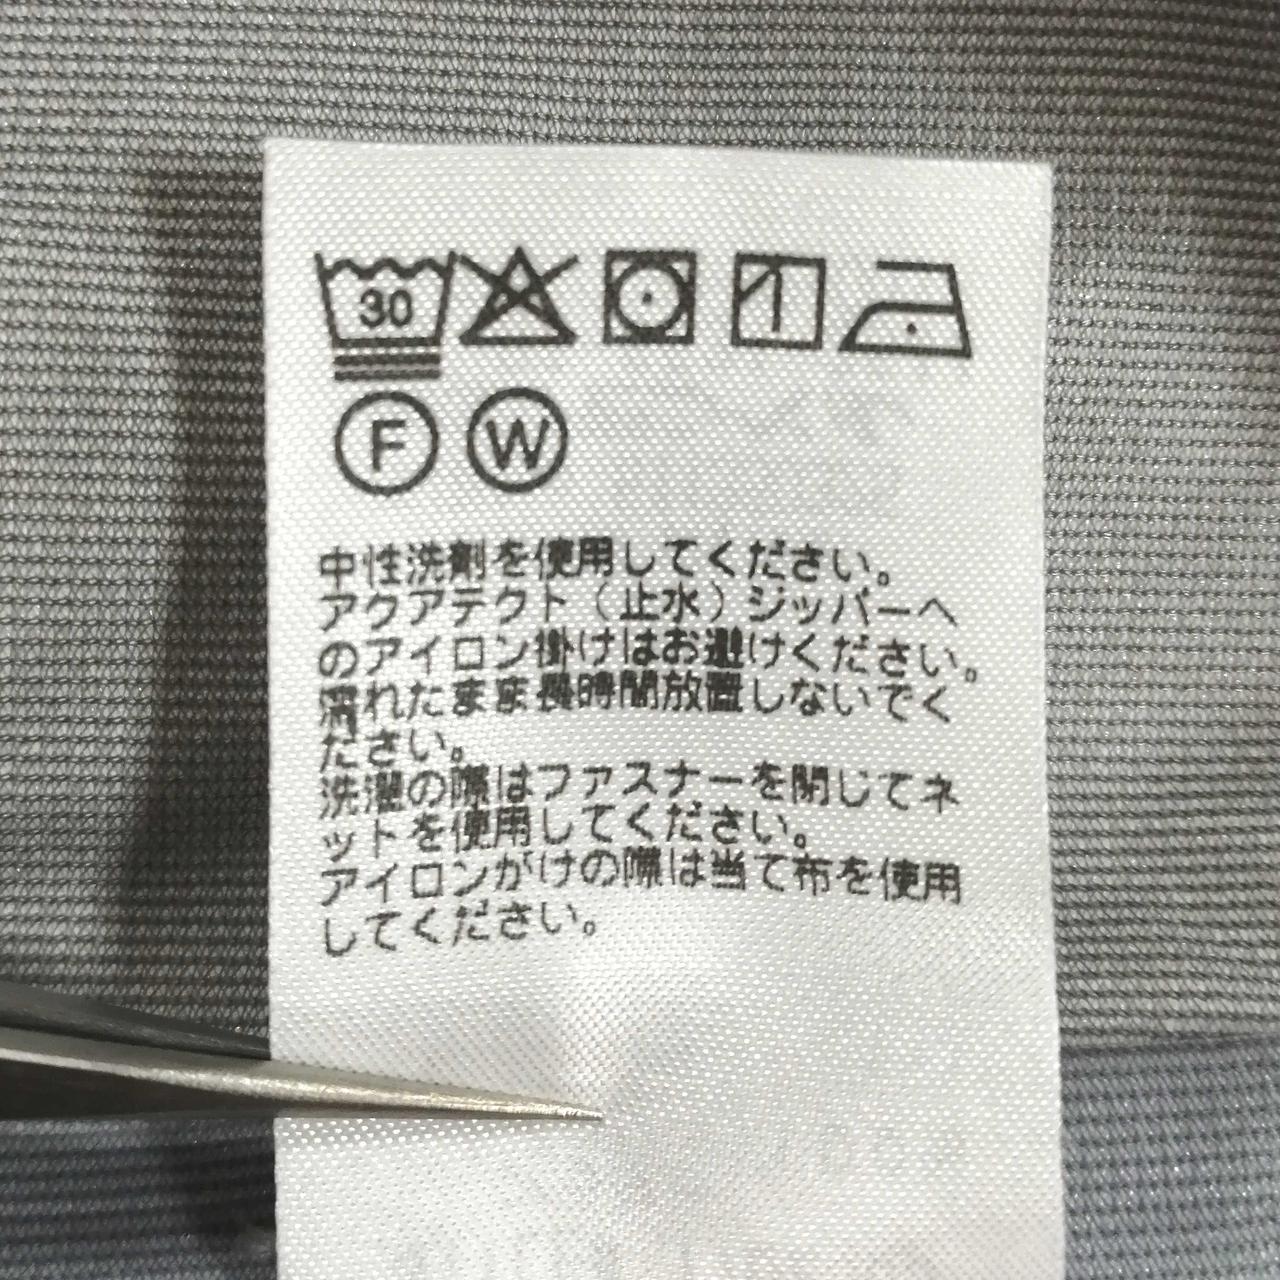 30
F W
中性洗剤を使用してください。
アクアテクト（止水）ジッパーへ
のアイロン掛けはお避けください。
濡れたまま長時間放置しないでく
ださい。
洗濯の際はファスナーを閉じてネ
ットを使用してください。
アイロンがけの際は当て布を使用
してください。